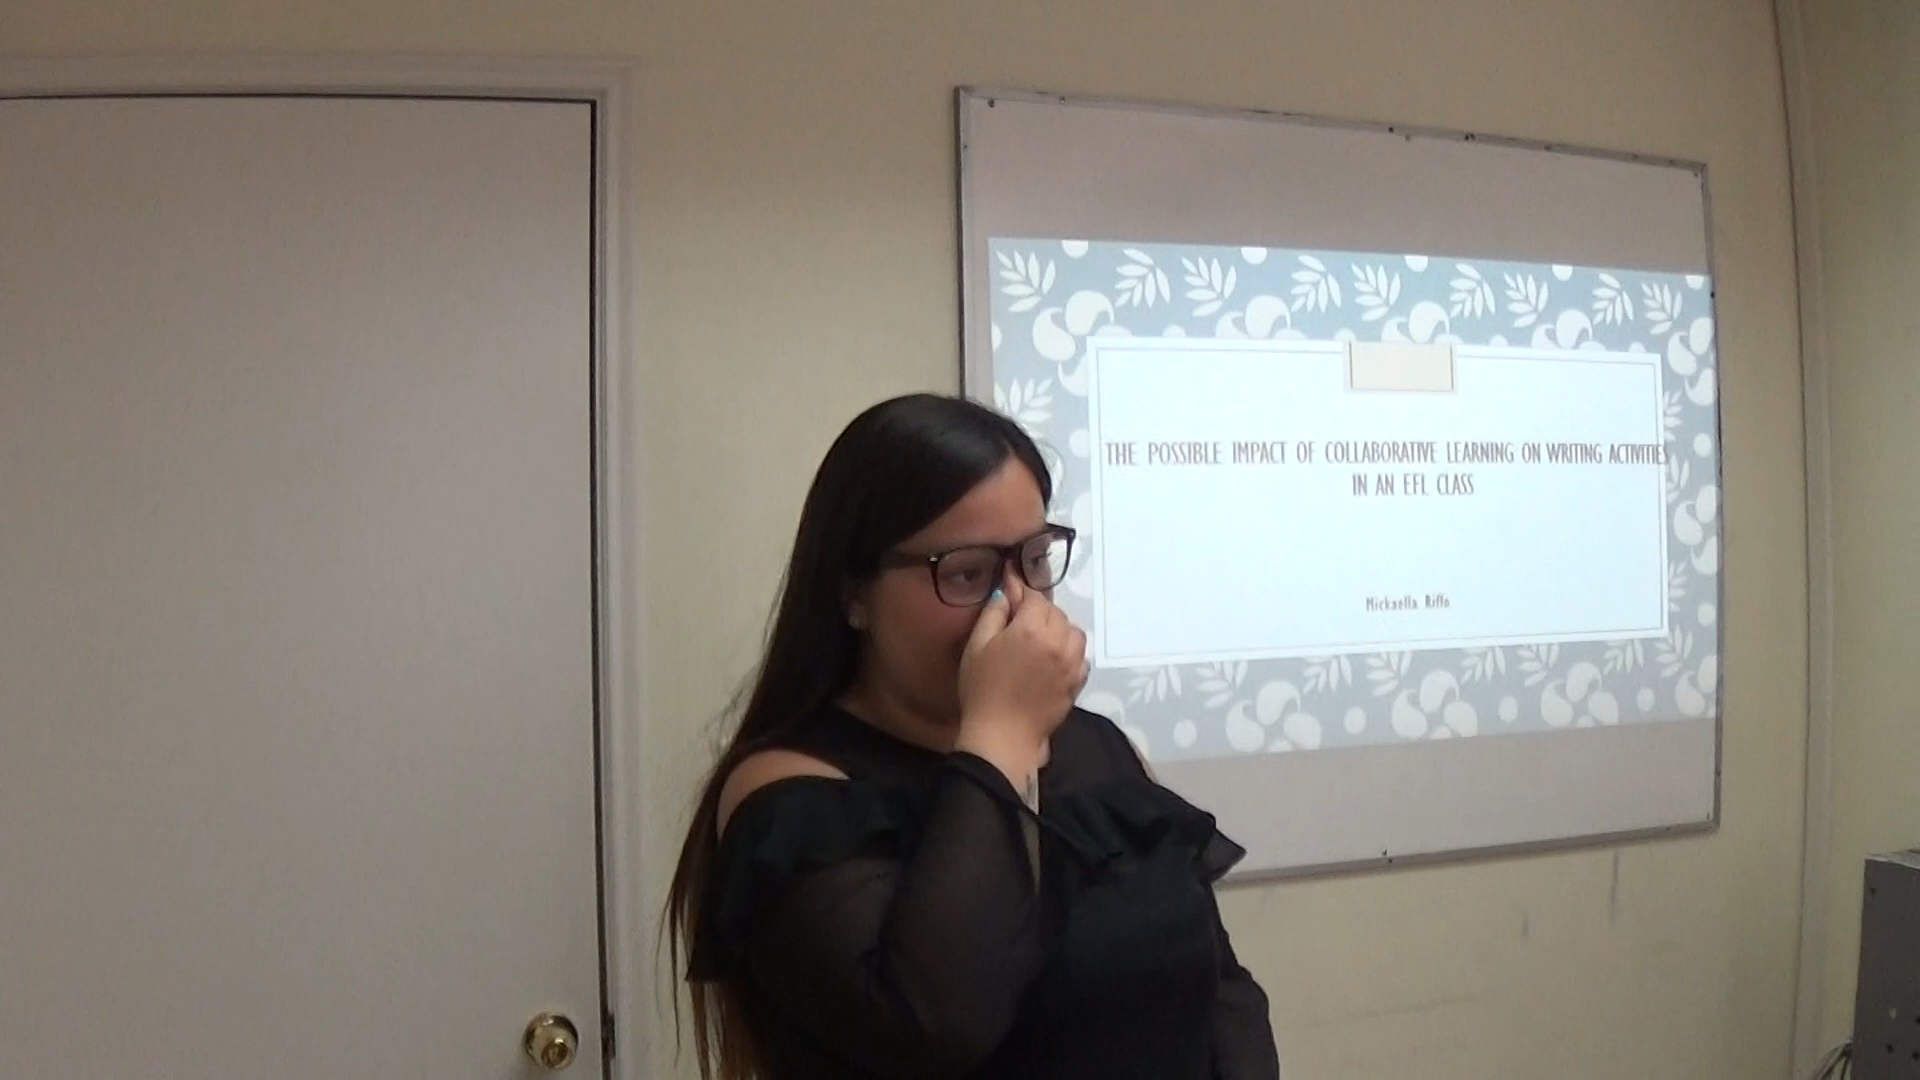 THE POSSIBLE IMPACT OF COLLABORATIVE LEARNING ON WRITING ACTIVITIES
IN AN EFL CLASS
Mickaella Riffo